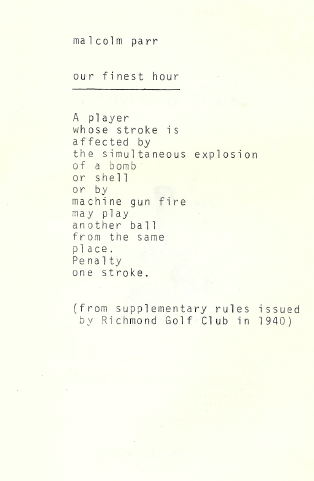 malcolm parr
our finest hour
A player
whose stroke is
affected by
the simultaneous explosion
of a bomb
or shell
or by
machine gun fire
may play
another ball
from the same
place.
Penalty
one stroke.
(from supplementary rules issued
by Richmond Golf Club in 1940)